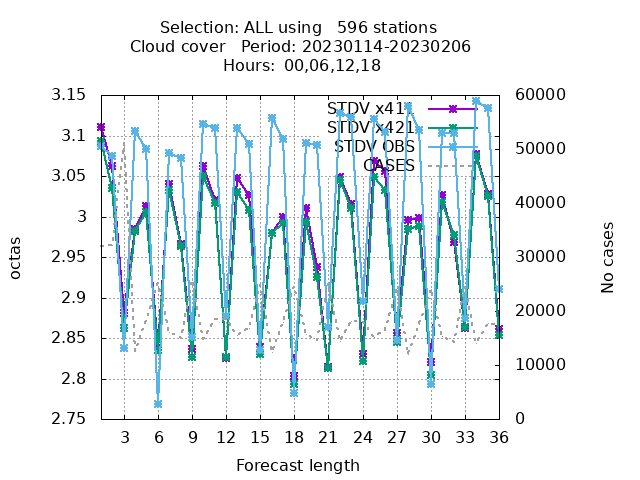 Selection: ALL using   596 stations
Cloud cover   Period: 20230114-20230206
Hours:  00,06,12,18
STDV x411
STDV x421
STDV OBS
CASES
3.15
3.1
3.05
3
2.95
2.9
2.85
2.8
2.75
60000
50000
40000
30000
20000
10000
0
3 6 9 12 15 18 21 24 27 30 33 36
octas
No cases
Forecast length